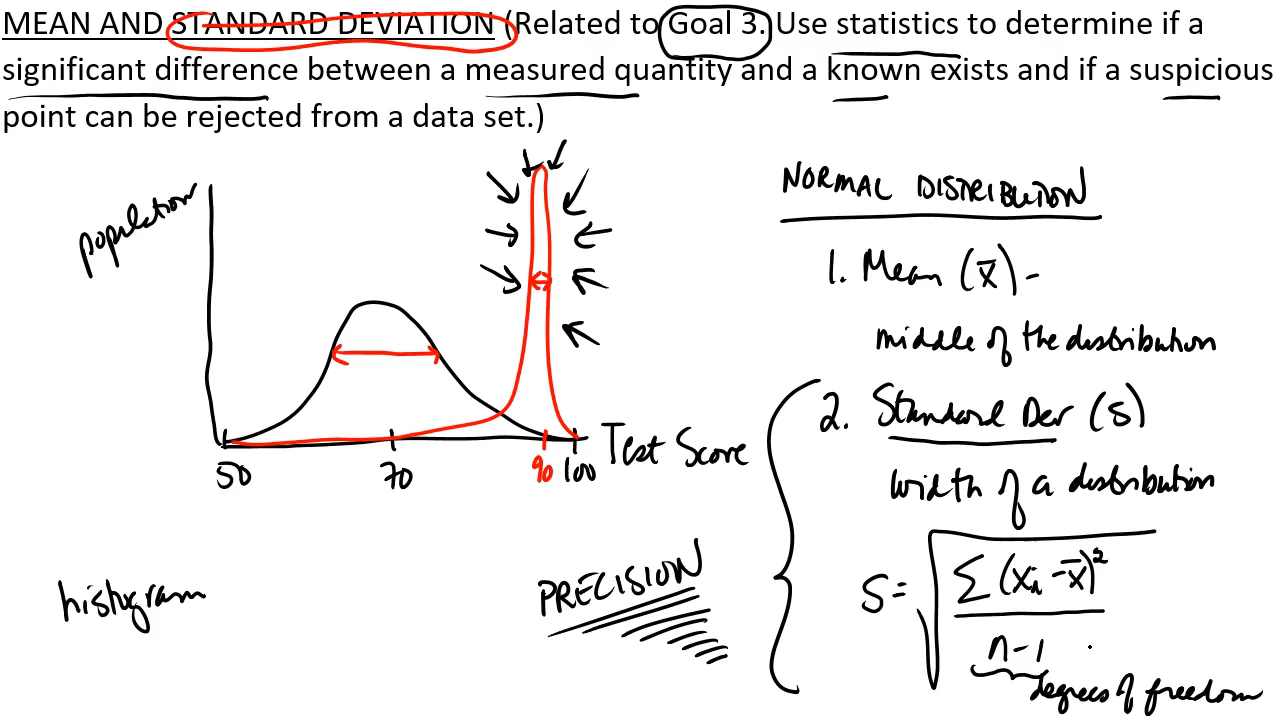 MEAN AND STANDARD DEVIATION (Related to Goal 3. Use statistics to determine if a
significant difference between a measured quantity and a known exists and if a suspicious
point can be rejected from a data set.)
population
50
70
90
100
Test Score
histogram
PRECISION
NORMAL DISTRIBUTION
1. Mean (x̄) -
middle of the distribution
2. Standard Dev (S)
width of a distribution
S = √ Σ (xᵢ - x̄)²
n - 1
degrees of freedom